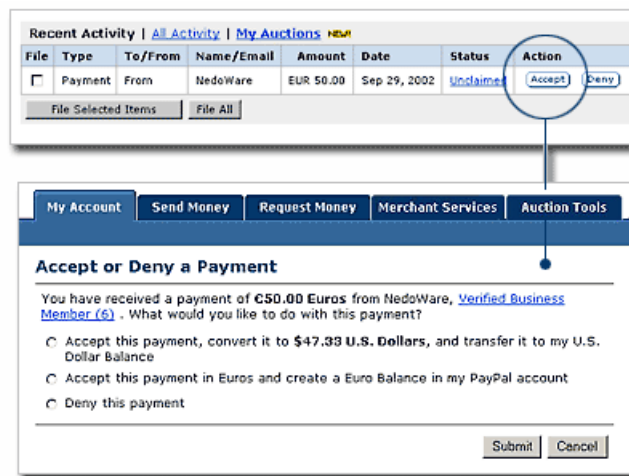 Recent Activity | All Activity | My Auctions NEW!
File Type To/From Name/Email Amount Date Status Action
Payment From NedoWare EUR 50.00 Sep 29, 2002 Unclaimed Accept Deny
File Selected Items File All
My Account Send Money Request Money Merchant Services Auction Tools
Accept or Deny a Payment
You have received a payment of €50.00 Euros from NedoWare, Verified Business
Member (6) . What would you like to do with this payment?
Accept this payment, convert it to $47.33 U.S. Dollars, and transfer it to my U.S.
Dollar Balance
Accept this payment in Euros and create a Euro Balance in my PayPal account
Deny this payment
Submit Cancel